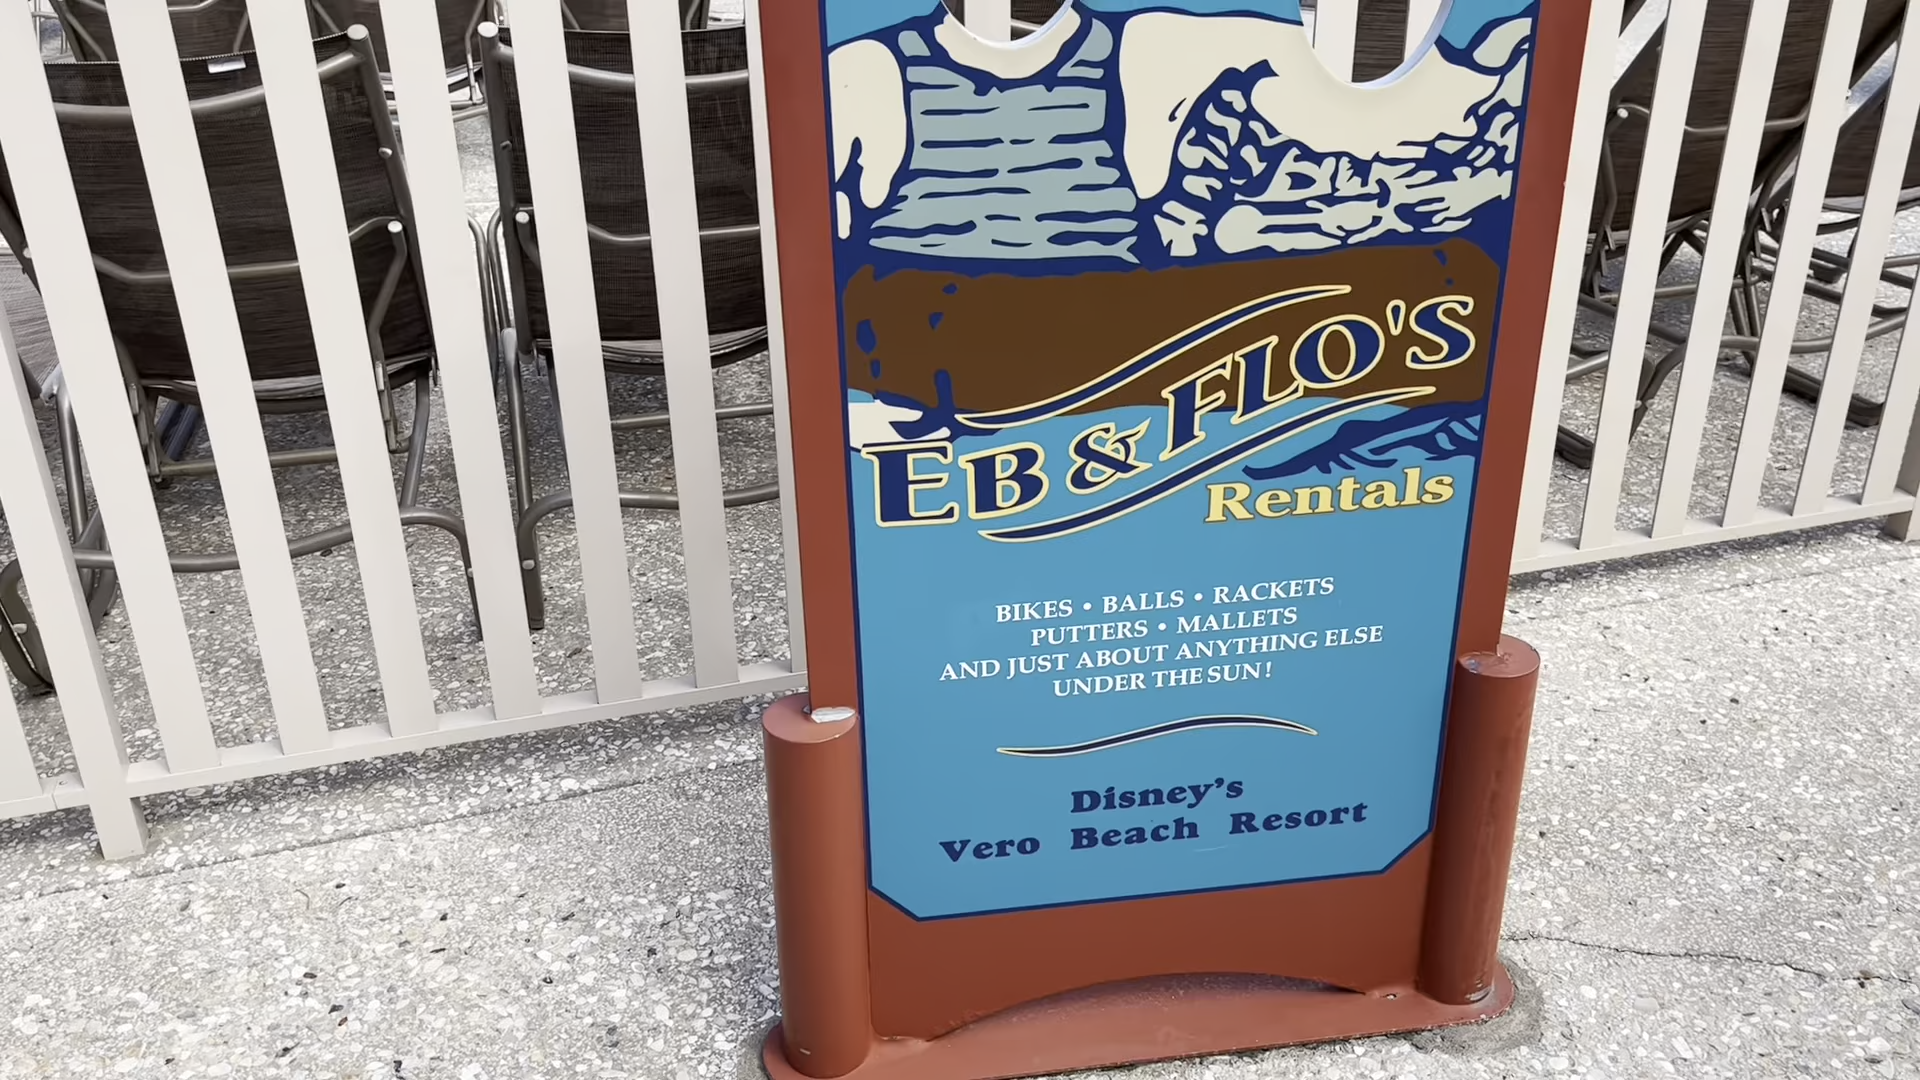 EB & FLO'S
Rentals
BIKES • BALLS • RACKETS
PUTTERS • MALLETS
AND JUST ABOUT ANYTHING ELSE
UNDER THE SUN!
Disney's
Vero Beach Resort